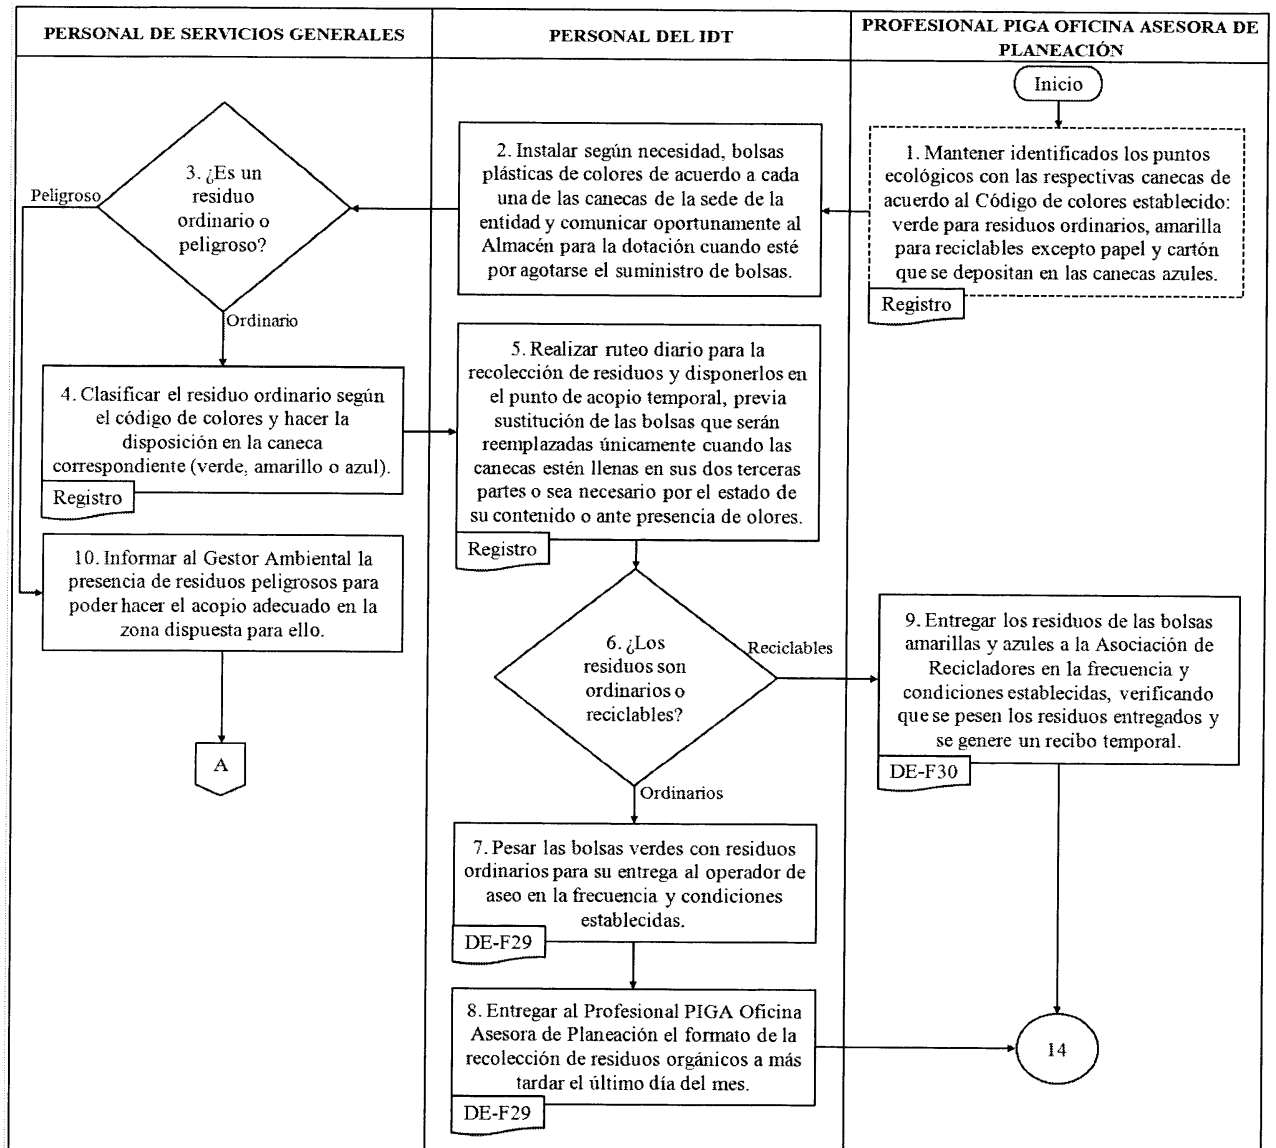 PERSONAL DE SERVICIOS GENERALES
PERSONAL DEL IDT
PROFESIONAL PIGA OFICINA ASESORA DE
PLANEACIÓN
Inicio
1. Mantener identificados los puntos
ecológicos con las respectivas canecas de
acuerdo al Código de colores establecido:
verde para residuos ordinarios, amarilla
para reciclables excepto papel y cartón
que se depositan en las canecas azules.
Registro
2. Instalar según necesidad, bolsas
plásticas de colores de acuerdo a cada
una de las canecas de la sede de la
entidad y comunicar oportunamente al
Almacén para la dotación cuando esté
por agotarse el suministro de bolsas.
3. ¿Es un
residuo
ordinario o
peligroso?
Peligroso
Ordinario
4. Clasificar el residuo ordinario según
el código de colores y hacer la
disposición en la caneca
correspondiente (verde, amarillo o azul).
Registro
5. Realizar ruteo diario para la
recolección de residuos y disponerlos en
el punto de acopio temporal, previa
sustitución de las bolsas que serán
reemplazadas únicamente cuando las
canecas estén llenas en sus dos terceras
partes o sea necesario por el estado de
su contenido o ante presencia de olores.
Registro
6. ¿Los
residuos son
ordinarios o
reciclables?
Reciclables
Ordinarios
7. Pesar las bolsas verdes con residuos
ordinarios para su entrega al operador de
aseo en la frecuencia y condiciones
establecidas.
DE-F29
8. Entregar al Profesional PIGA Oficina
Asesora de Planeación el formato de la
recolección de residuos orgánicos a más
tardar el último día del mes.
DE-F29
9. Entregar los residuos de las bolsas
amarillas y azules a la Asociación de
Recicladores en la frecuencia y
condiciones establecidas, verificando
que se pesen los residuos entregados y
se genere un recibo temporal.
DE-F30
14
10. Informar al Gestor Ambiental la
presencia de residuos peligrosos para
poder hacer el acopio adecuado en la
zona dispuesta para ello.
A